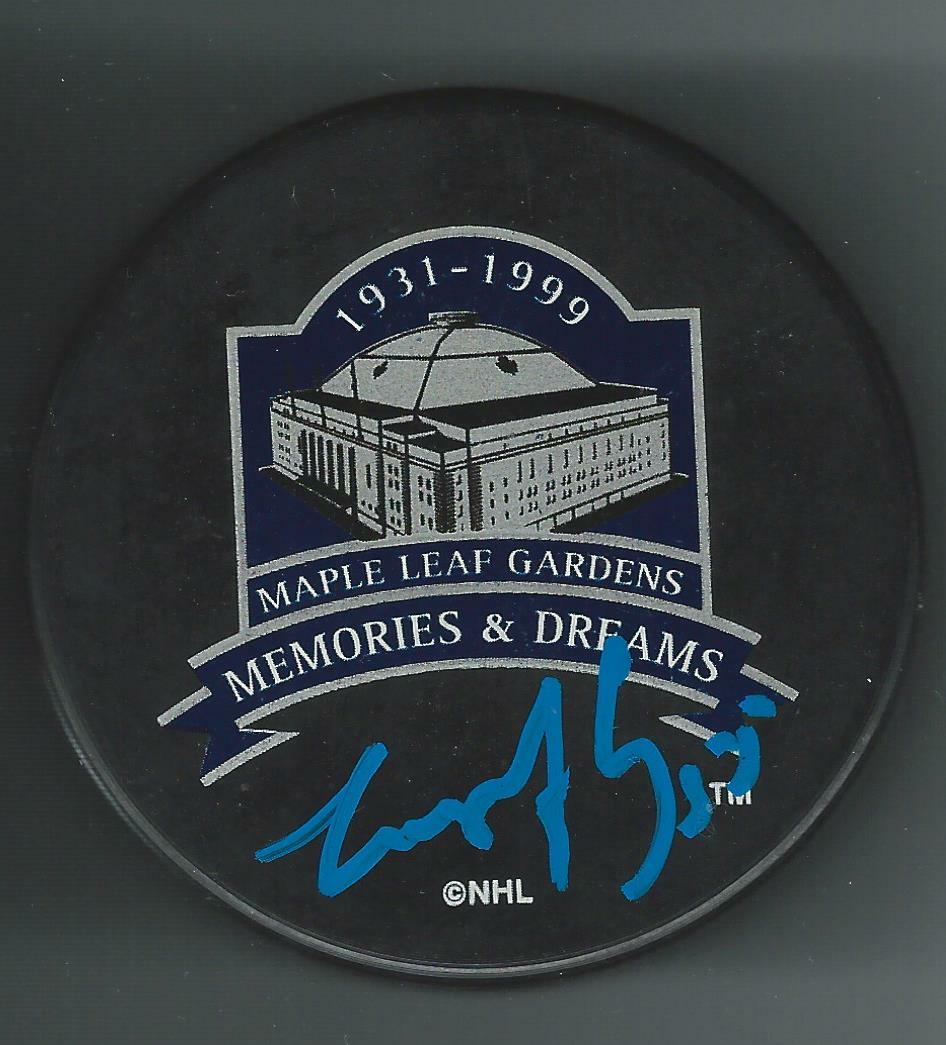 1931-1999
MAPLE LEAF GARDENS
MEMORIES & DREAMS
TM
©NHL